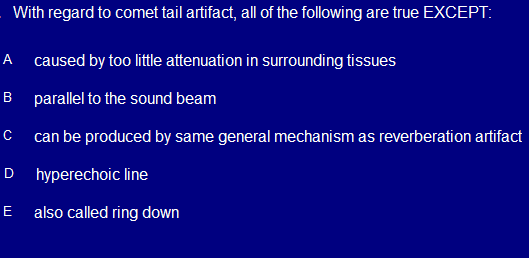 With regard to comet tail artifact, all of the following are true EXCEPT:
A caused by too little attenuation in surrounding tissues
B parallel to the sound beam
C can be produced by same general mechanism as reverberation artifact
D hyperechoic line
E also called ring down